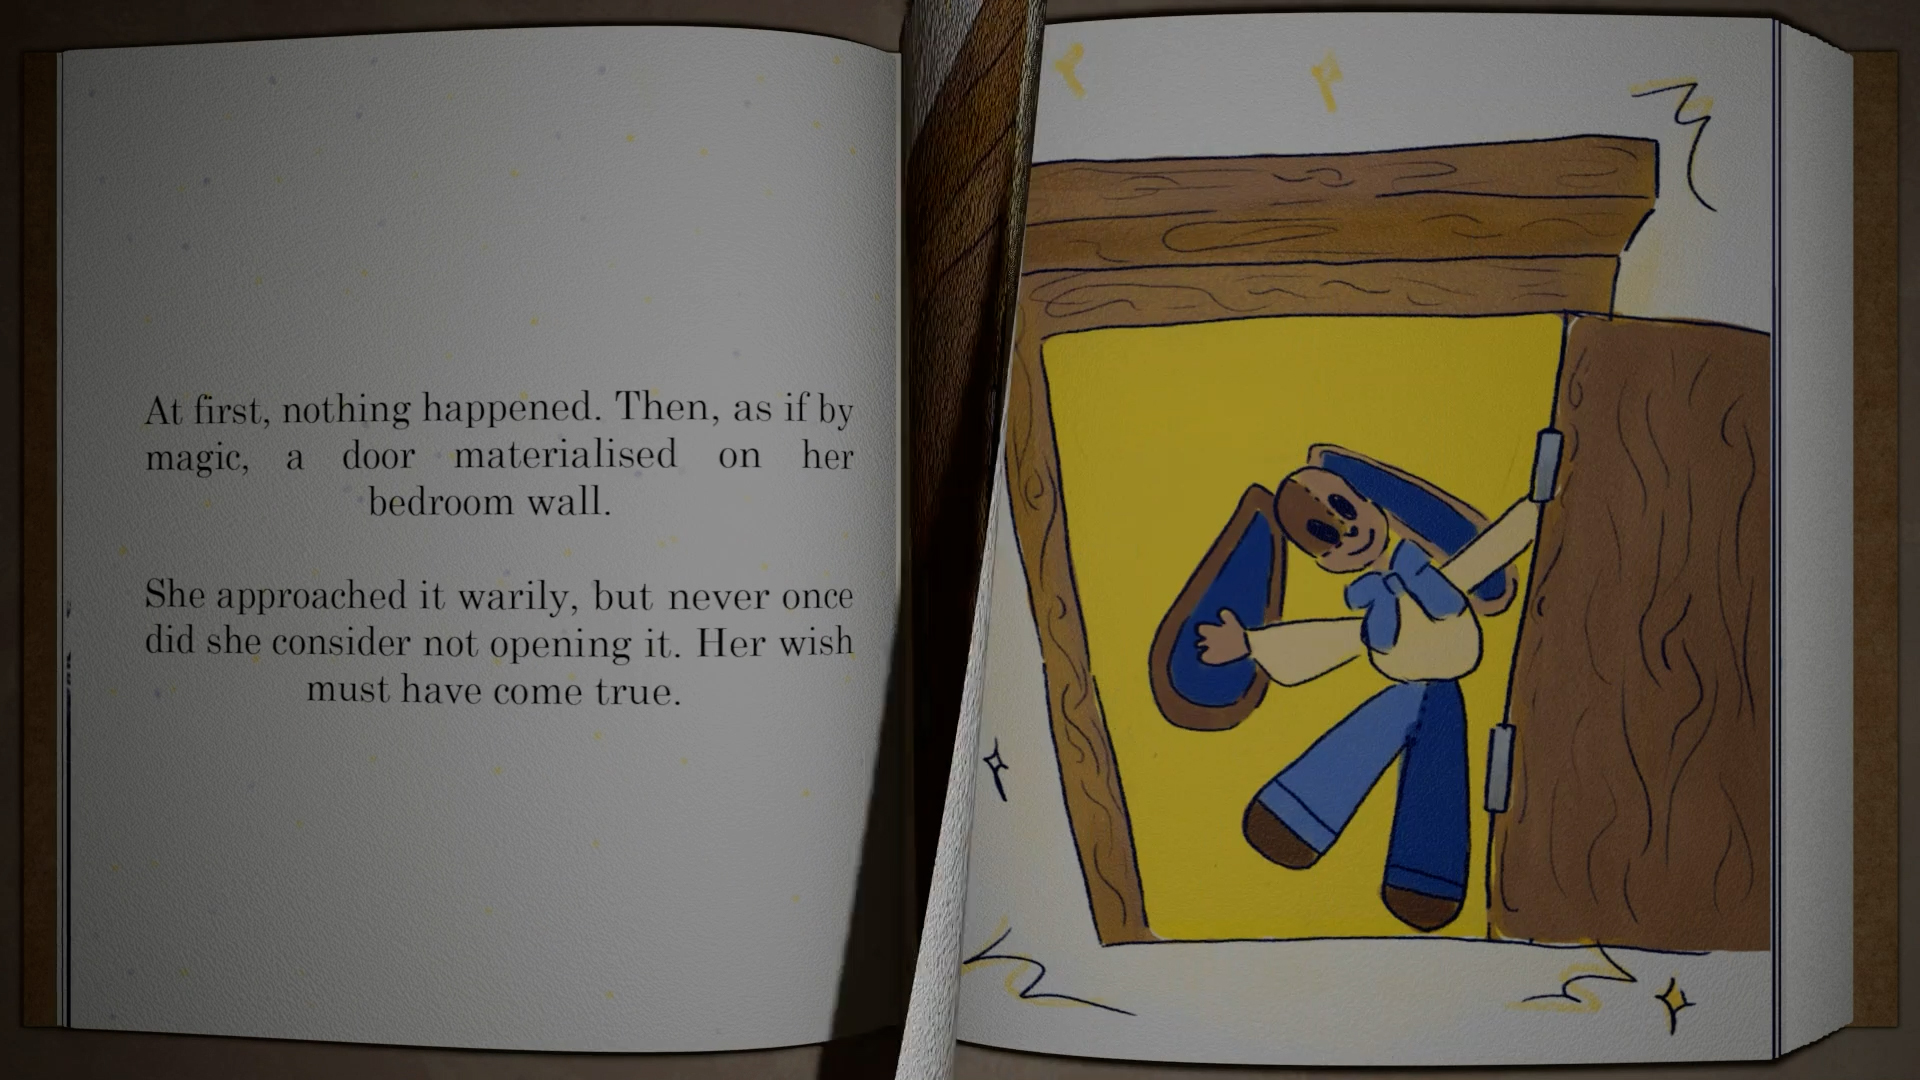 At first, nothing happened. Then, as if by
magic, a door materialised on her
bedroom wall.
She approached it warily, but never once
did she consider not opening it. Her wish
must have come true.